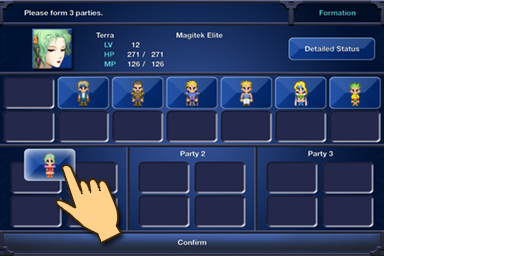 Please form 3 parties.
Formation
Terra
Magitek Elite
LV 12
HP 271 / 271
MP 126 / 126
Detailed Status
Party 2
Party 3
Confirm